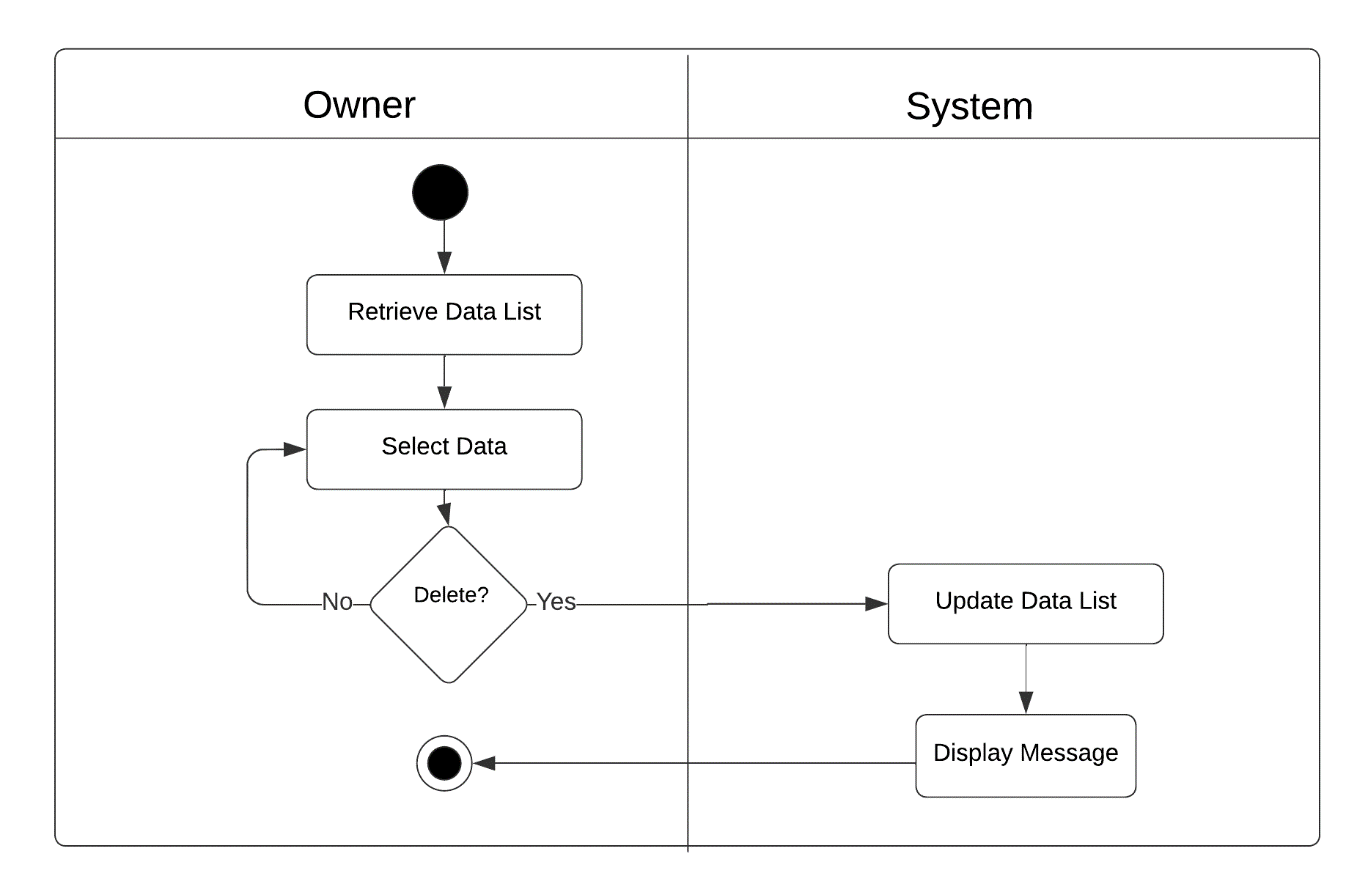 Owner
System
Retrieve Data List
Select Data
Delete?
No
Yes
Update Data List
Display Message